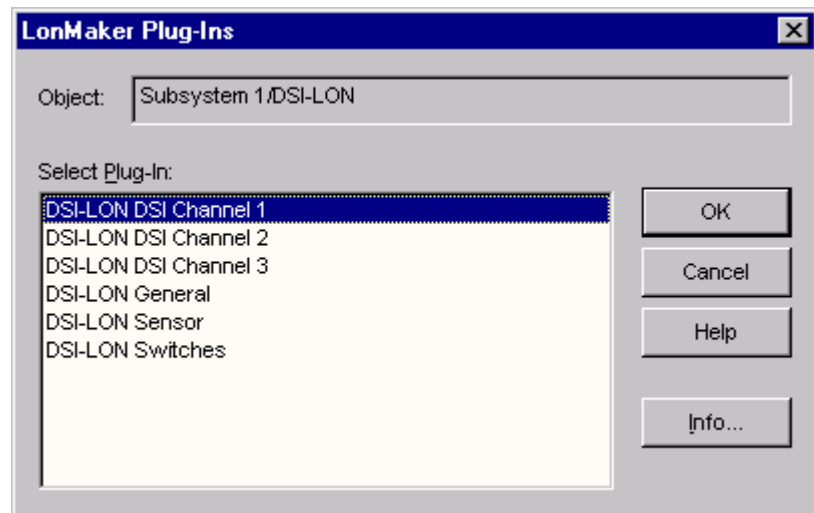 LonMaker Plug-Ins
Object: Subsystem 1/DSI-LON
Select Plug-In:
DSI-LON DSI Channel 1
DSI-LON DSI Channel 2
DSI-LON DSI Channel 3
DSI-LON General
DSI-LON Sensor
DSI-LON Switches
OK
Cancel
Help
Info...